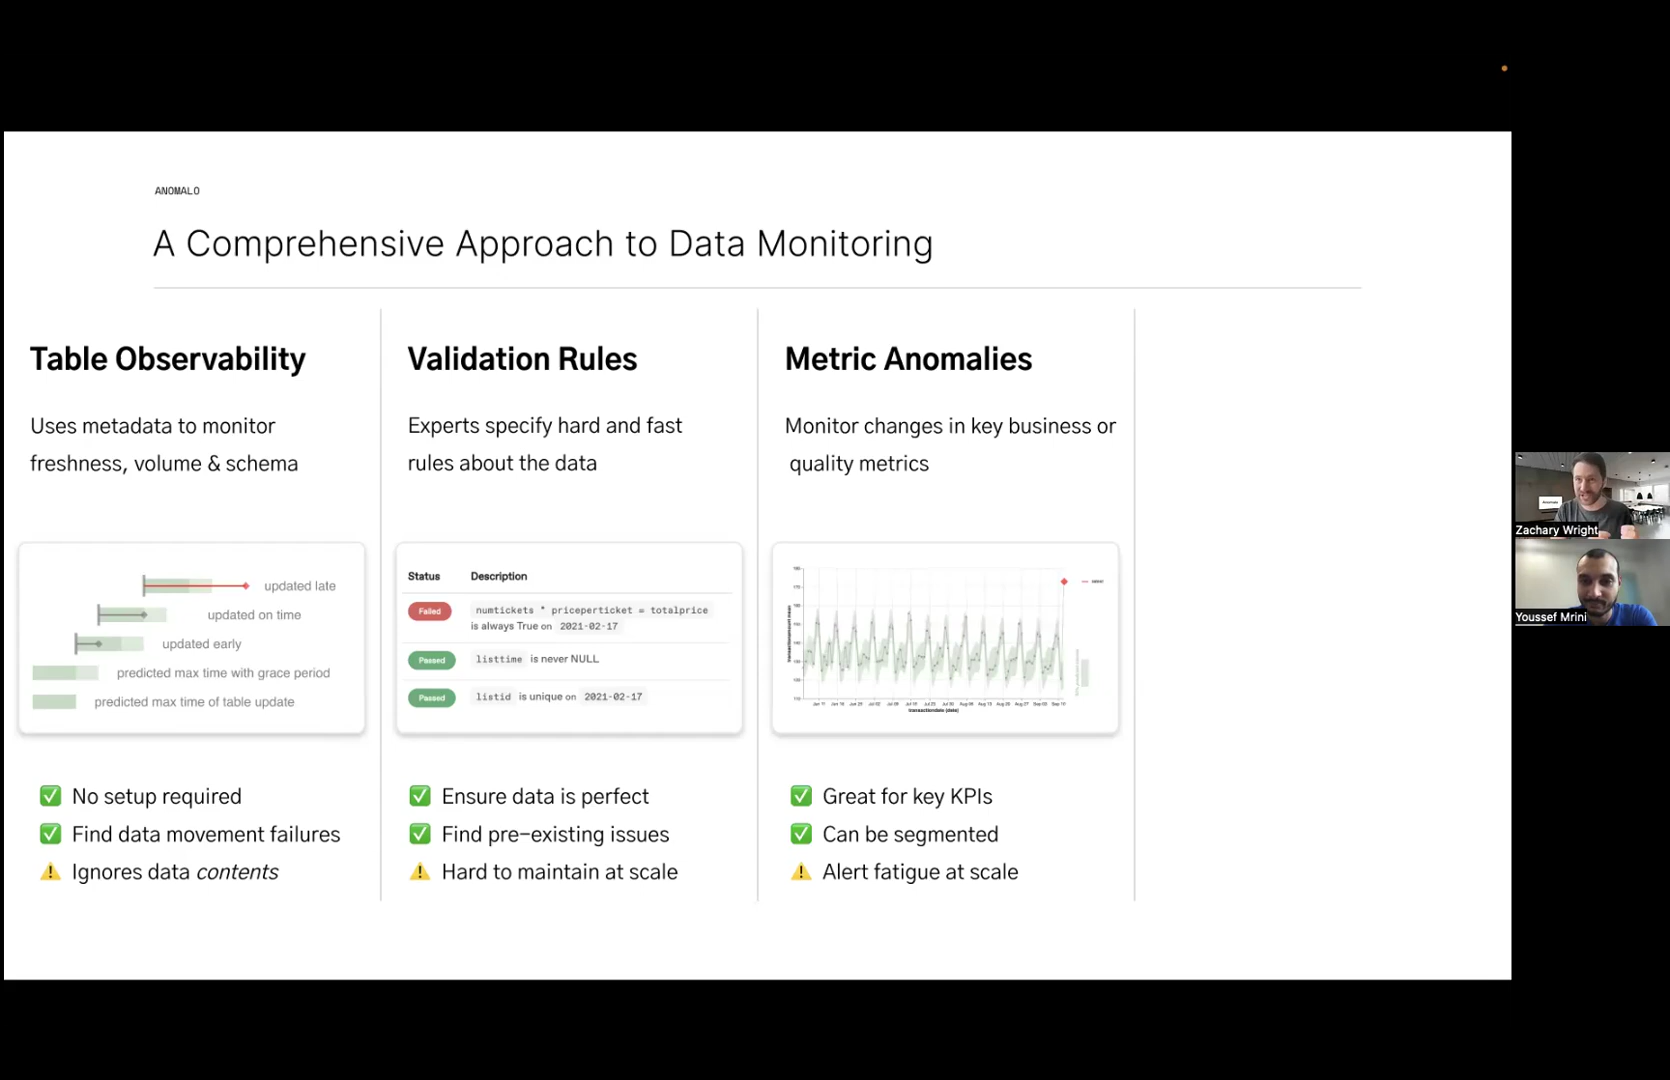 ANOMALO
A Comprehensive Approach to Data Monitoring
Table Observability
Uses metadata to monitor
freshness, volume & schema
updated late
updated on time
updated early
predicted max time with grace period
predicted max time of table update
No setup required
Find data movement failures
Ignores data contents
Validation Rules
Experts specify hard and fast
rules about the data
Status Description
Failed numtickets * priceperticket = totalprice
is always True on 2021-02-17
Passed listtime is never NULL
Passed listid is unique on 2021-02-17
Ensure data is perfect
Find pre-existing issues
Hard to maintain at scale
Metric Anomalies
Monitor changes in key business or
quality metrics
transactiondate (date)
Great for key KPIs
Can be segmented
Alert fatigue at scale
Zachary Wright
Youssef Mrini